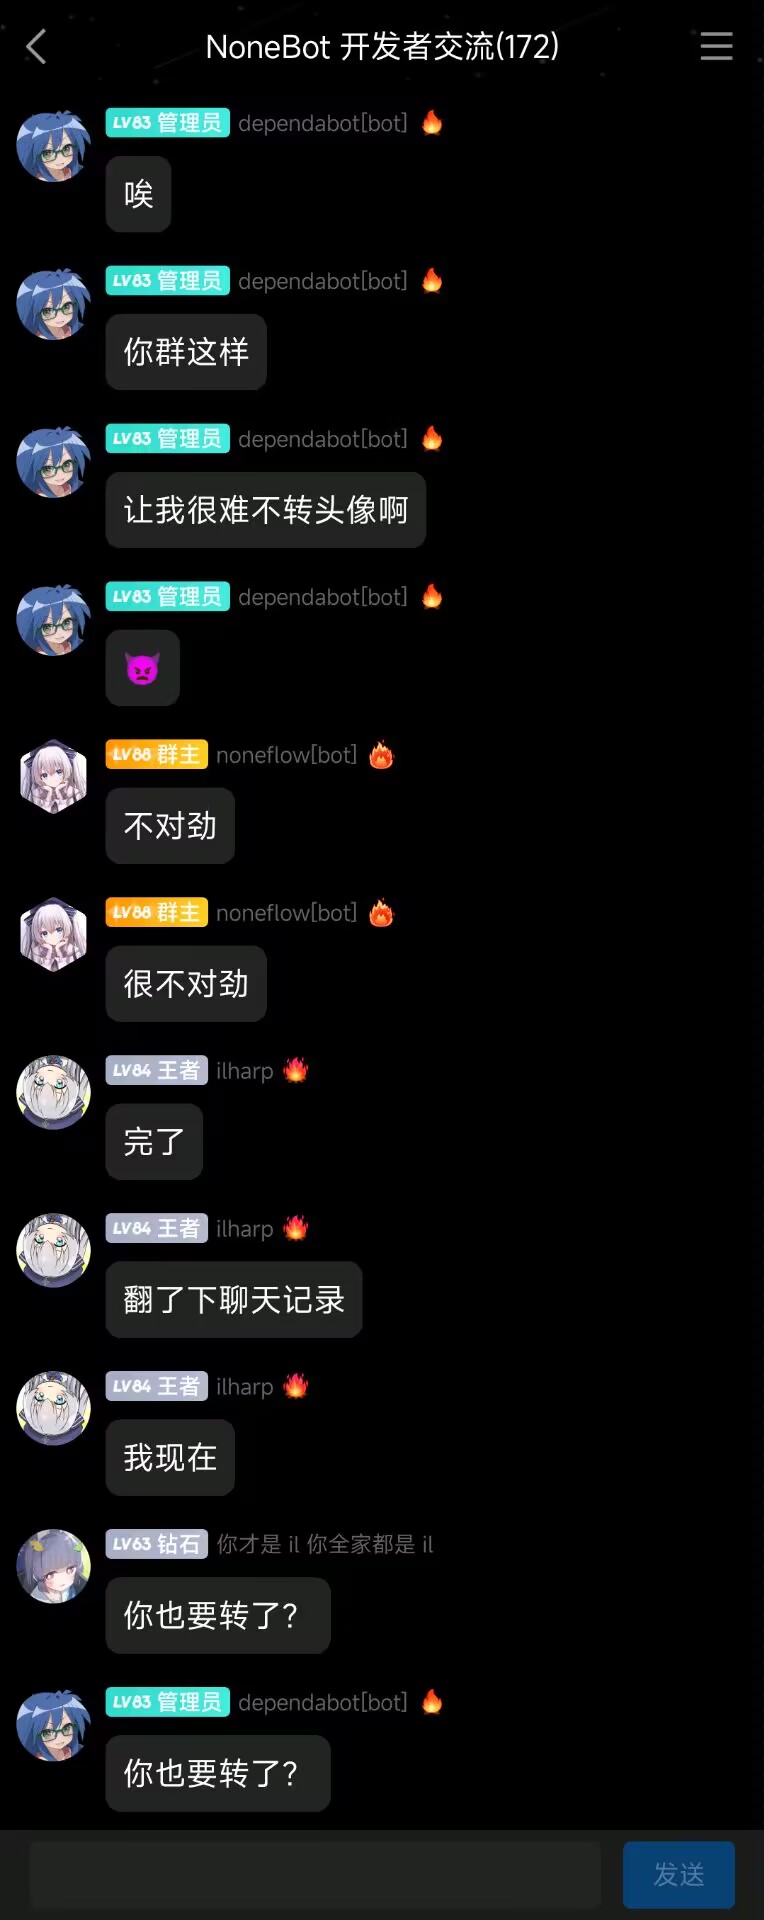 NoneBot 开发者交流(172)
LV83 管理员 dependabot[bot] 🔥
唉
LV83 管理员 dependabot[bot] 🔥
你群这样
LV83 管理员 dependabot[bot] 🔥
让我很难不转头像啊
LV83 管理员 dependabot[bot] 🔥
👿
LV88 群主 noneflow[bot] 🔥
不对劲
LV88 群主 noneflow[bot] 🔥
很不对劲
LV84 王者 ilharp 🔥
完了
LV84 王者 ilharp 🔥
翻了下聊天记录
LV84 王者 ilharp 🔥
我现在
LV63 钻石 你才是 il 你全家都是 il
你也要转了？
LV83 管理员 dependabot[bot] 🔥
你也要转了？
发送